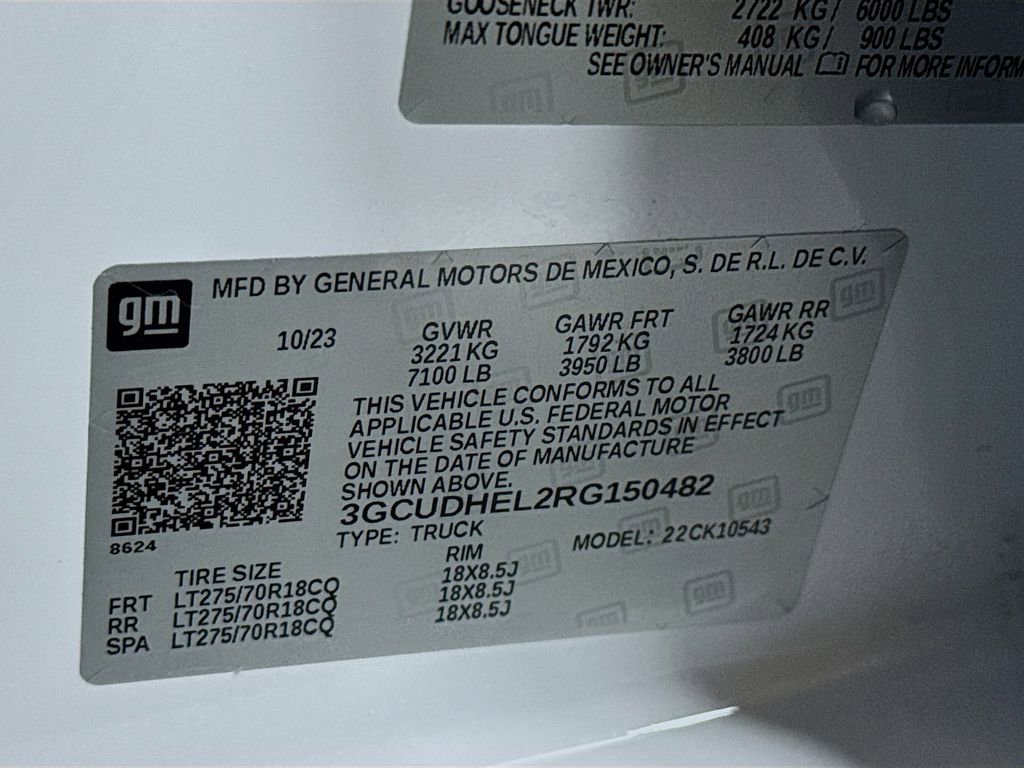 GOOSENECK TWR: 2722 KG/ 6000 LBS
MAX TONGUE WEIGHT: 408 KG/ 900 LBS
SEE OWNER'S MANUAL FOR MORE INFORM
gm
MFD BY GENERAL MOTORS DE MEXICO, S. DE R.L. DE C.V.
10/23 GVWR GAWR FRT GAWR RR
3221 KG 1792 KG 1724 KG
7100 LB 3950 LB 3800 LB
THIS VEHICLE CONFORMS TO ALL
APPLICABLE U.S. FEDERAL MOTOR
VEHICLE SAFETY STANDARDS IN EFFECT
ON THE DATE OF MANUFACTURE
SHOWN ABOVE.
3GCUDHEL2RG150482
8624
TYPE: TRUCK MODEL: 22CK10543
TIRE SIZE RIM
FRT LT275/70R18CQ 18X8.5J
RR LT275/70R18CQ 18X8.5J
SPA LT275/70R18CQ 18X8.5J